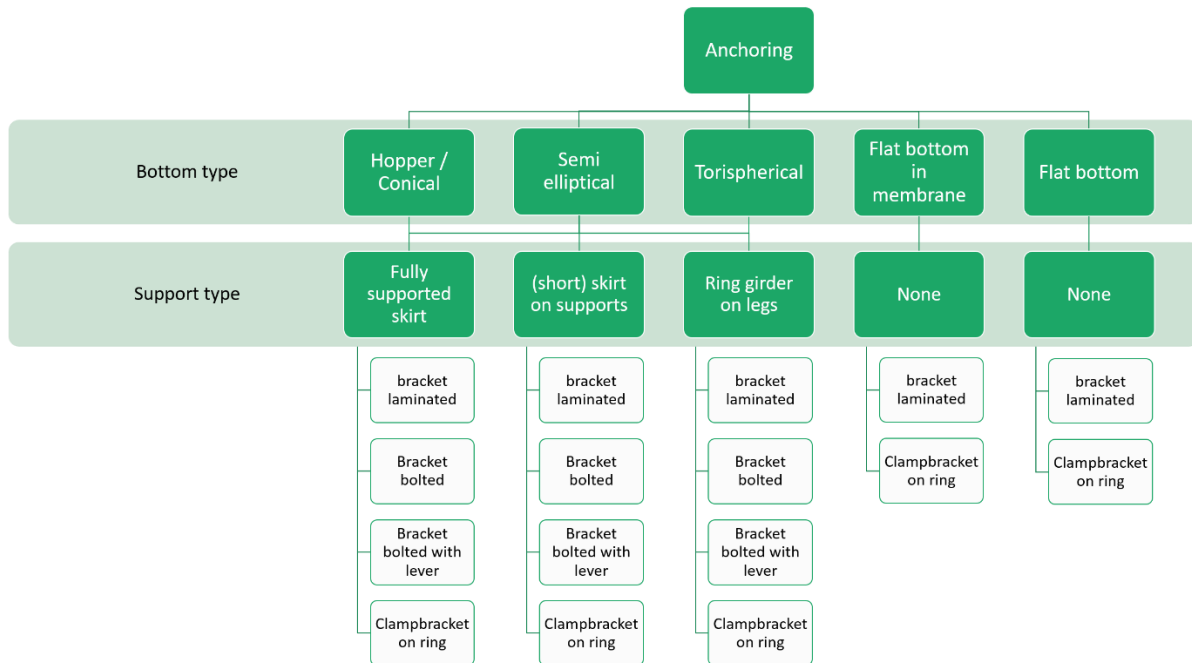 Anchoring
Bottom type
Hopper /
Conical
Semi
elliptical
Torispherical
Flat bottom
in
membrane
Flat bottom
Support type
Fully
supported
skirt
(short) skirt
on supports
Ring girder
on legs
None
None
bracket
laminated
Bracket
bolted
Bracket
bolted with
lever
Clampbracket
on ring
bracket
laminated
Bracket
bolted
Bracket
bolted with
lever
Clampbracket
on ring
bracket
laminated
Bracket
bolted
Bracket
bolted with
lever
Clampbracket
on ring
bracket
laminated
Clampbracket
on ring
bracket
laminated
Clampbracket
on ring